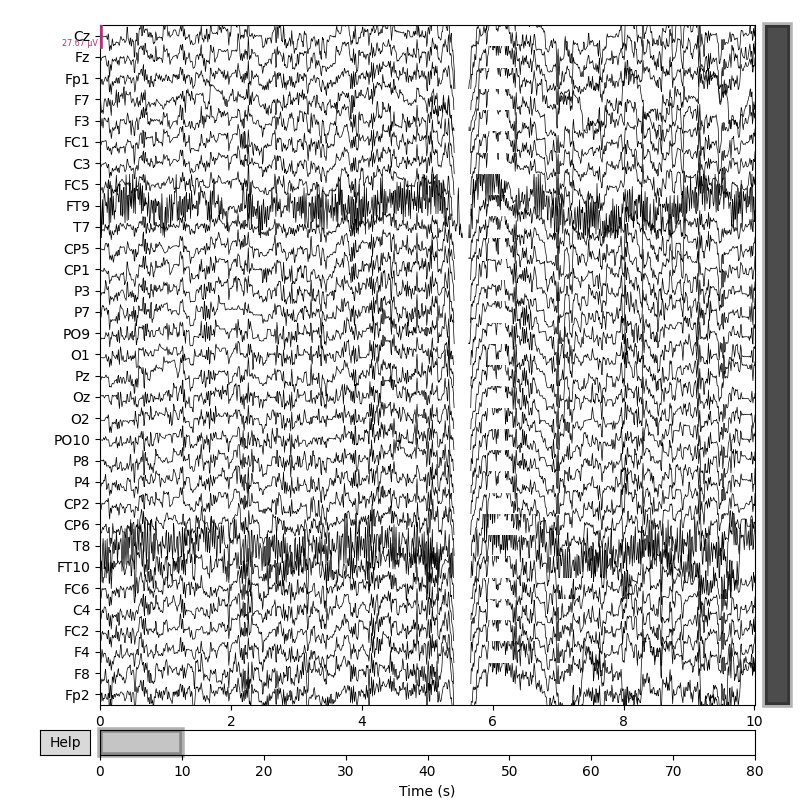 Cz
27.67 µV
Fz
Fp1
F7
F3
FC1
C3
FC5
FT9
T7
CP5
CP1
P3
P7
PO9
O1
Pz
Oz
O2
PO10
P8
P4
CP2
CP6
T8
FT10
FC6
C4
FC2
F4
F8
Fp2
0 2 4 6 8 10
Help
0 10 20 30 40 50 60 70 80
Time (s)